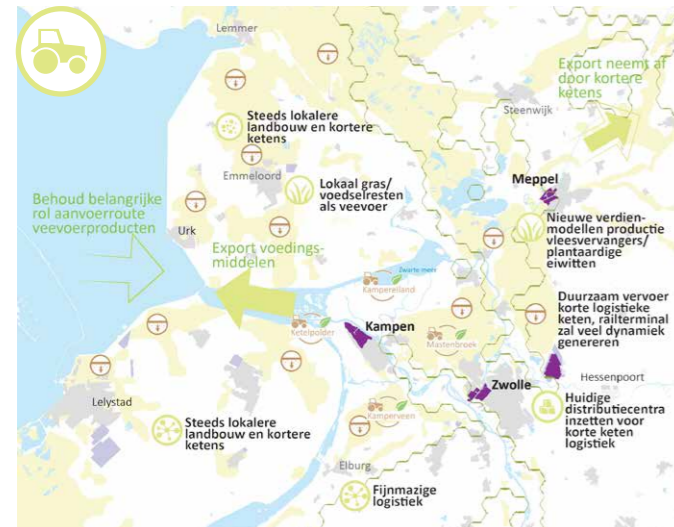 Lemmer
Export neemt af
door kortere
ketens
Steenwijk
Steeds lokalere
landbouw en kortere
ketens
Emmeloord
Lokaal gras/
voedselresten
als veevoer
Meppel
Behoud belangrijke
rol aanvoerroute
veevoerproducten
Urk
Export voedings-
middelen
Nieuwe verdien-
modellen productie
vleesvervangers/
plantaardige
eiwitten
Zwarte meer
Kampereiland
Duurzaam vervoer
korte logistieke
keten, railterminal
zal veel dynamiek
genereren
Ketelpolder
Kampen
Mastenbroek
Lelystad
Zwolle
Hessenpoort
Kamperveen
Huidige
distributiecentra
inzetten voor
korte keten
logistiek
Steeds lokalere
landbouw en kortere
ketens
Elburg
Fijnmazige
logistiek